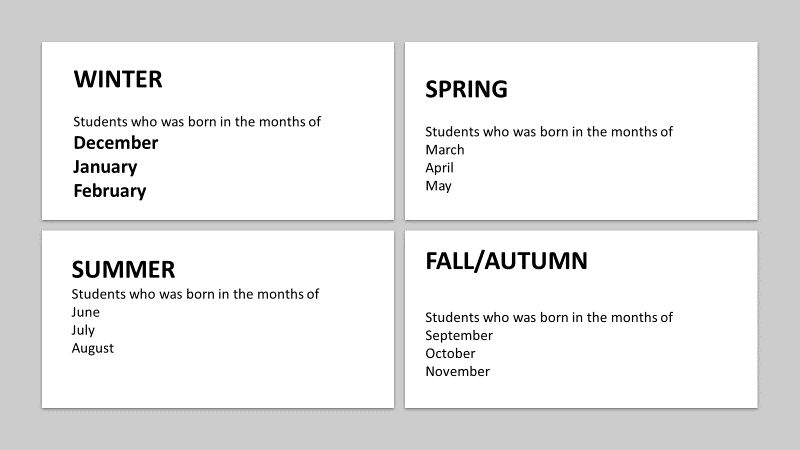 WINTER
Students who was born in the months of
December
January
February
SPRING
Students who was born in the months of
March
April
May
SUMMER
Students who was born in the months of
June
July
August
FALL/AUTUMN
Students who was born in the months of
September
October
November